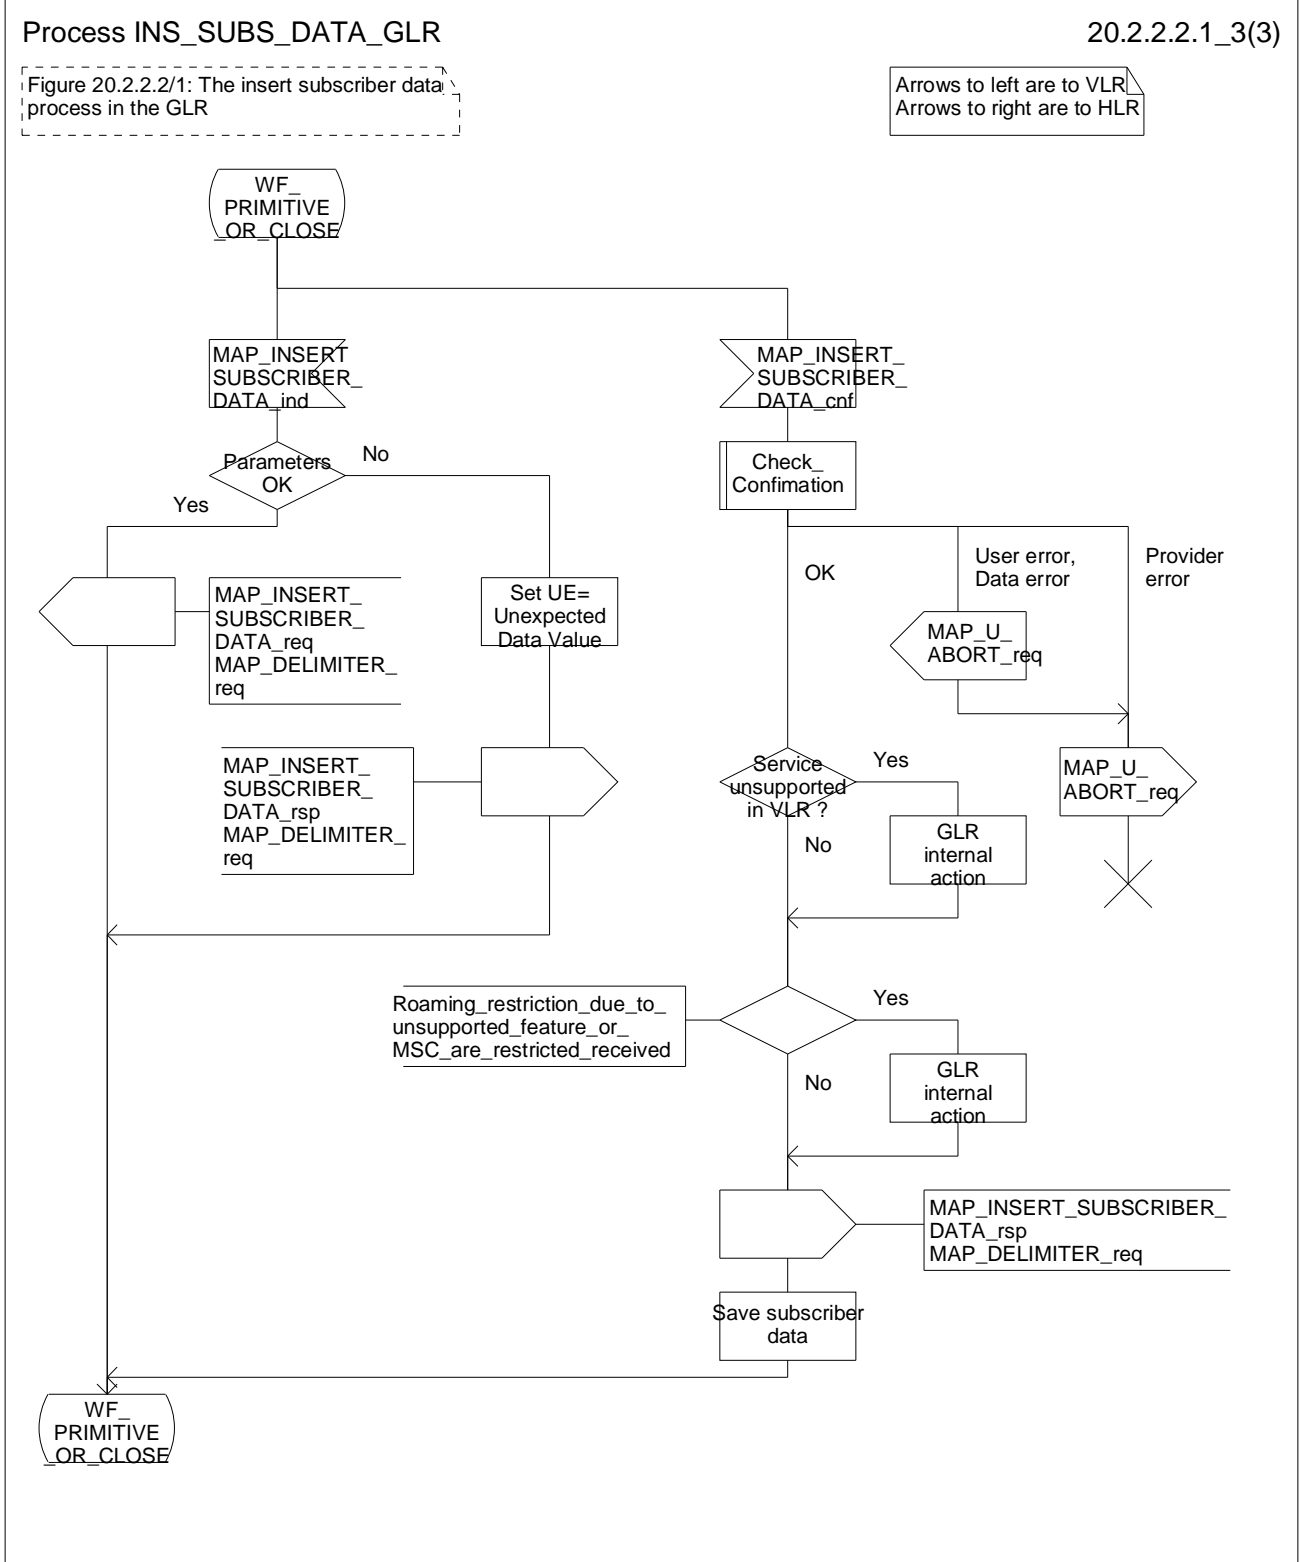 Process INS_SUBS_DATA_GLR
20.2.2.2.1_3(3)
Figure 20.2.2.2/1: The insert subscriber data
process in the GLR
Arrows to left are to VLR
Arrows to right are to HLR
WF_
PRIMITIVE
_OR_CLOSE
MAP_INSERT
SUBSCRIBER_
DATA_ind
MAP_INSERT_
SUBSCRIBER_
DATA_cnf
Parameters
OK
No
Yes
Check_
Confimation
OK
User error,
Data error
Provider
error
MAP_INSERT_
SUBSCRIBER_
DATA_req
MAP_DELIMITER_
req
Set UE=
Unexpected
Data Value
MAP_U_
ABORT_req
MAP_INSERT_
SUBSCRIBER_
DATA_rsp
MAP_DELIMITER_
req
Service
unsupported
in VLR ?
Yes
No
MAP_U_
ABORT_req
GLR
internal
action
Roaming_restriction_due_to_
unsupported_feature_or_
MSC_are_restricted_received
Yes
No
GLR
internal
action
MAP_INSERT_SUBSCRIBER_
DATA_rsp
MAP_DELIMITER_req
Save subscriber
data
WF_
PRIMITIVE
_OR_CLOSE